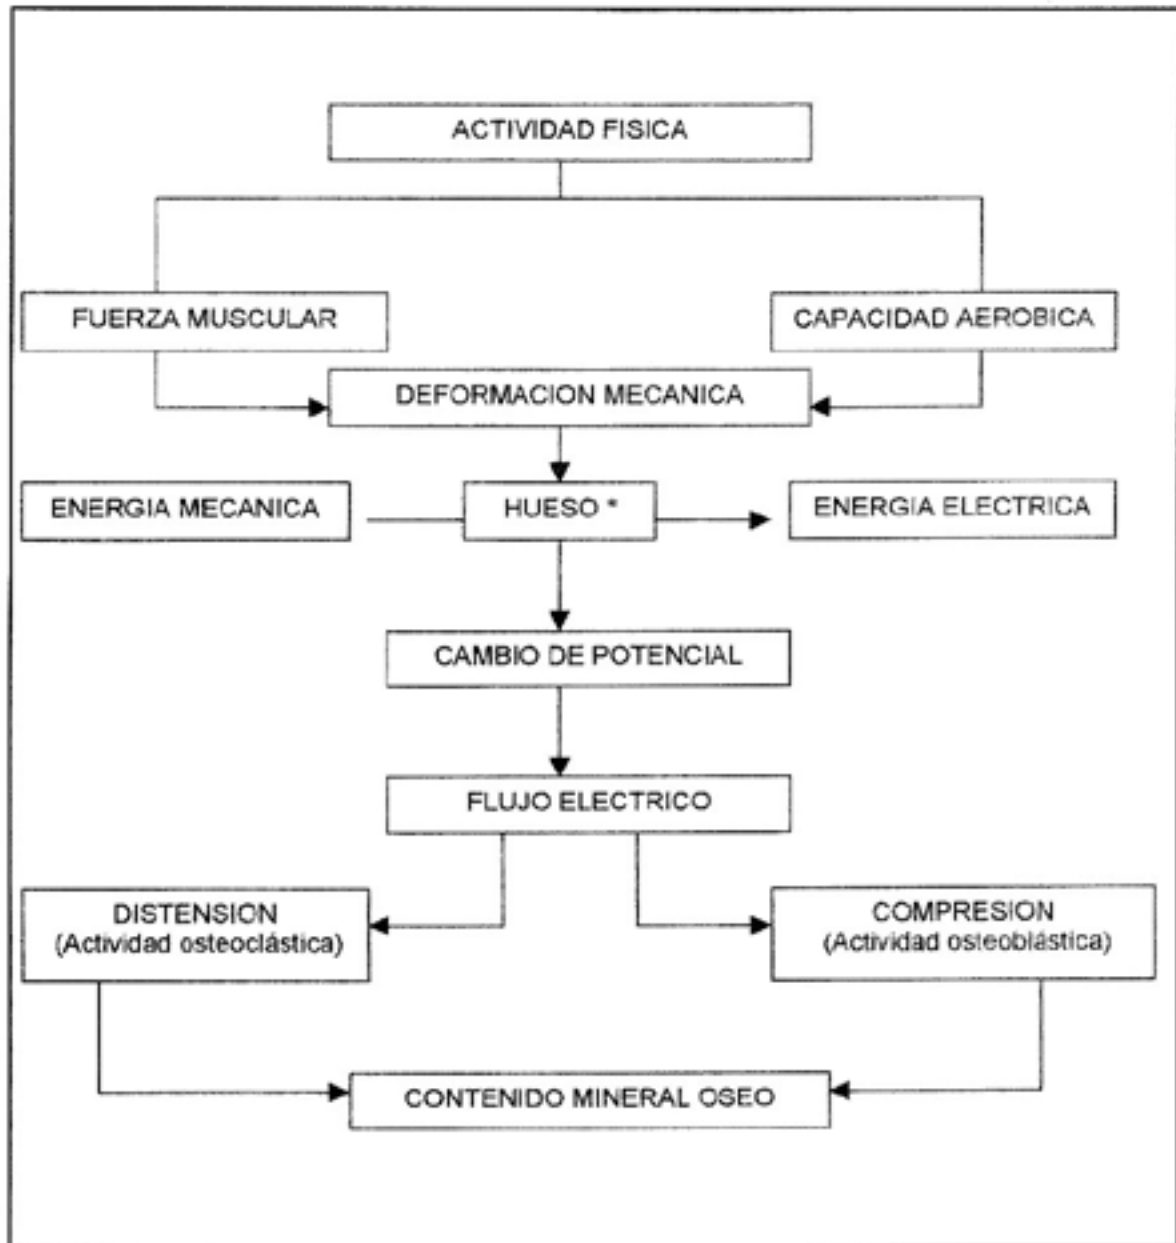 ACTIVIDAD FISICA
FUERZA MUSCULAR
CAPACIDAD AEROBICA
DEFORMACION MECANICA
ENERGIA MECANICA
HUESO *
ENERGIA ELECTRICA
CAMBIO DE POTENCIAL
FLUJO ELECTRICO
DISTENSION
(Actividad osteoclástica)
COMPRESION
(Actividad osteoblástica)
CONTENIDO MINERAL OSEO